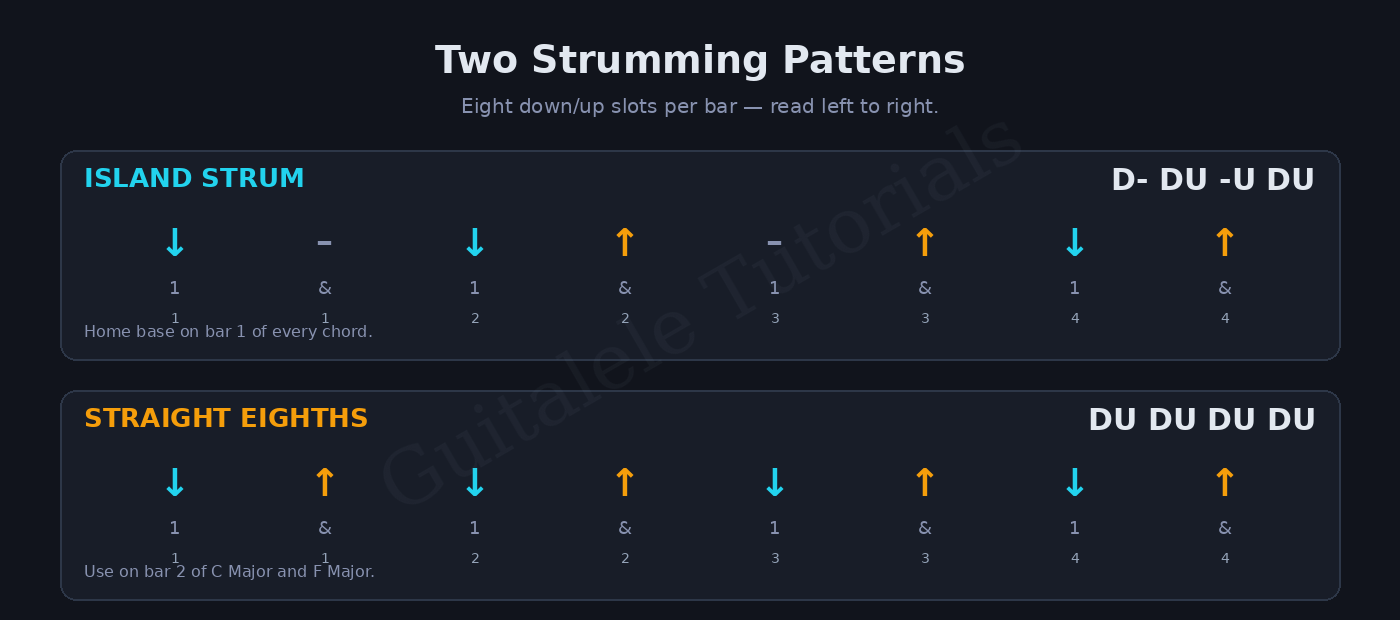 Two Strumming Patterns
Eight down/up slots per bar — read left to right.
ISLAND STRUM
D- DU -U DU
↓ – ↓ ↑ – ↑ ↓ ↑
1 & 1 & 1 & 1 &
1 1 2 2 3 3 4 4
Home base on bar 1 of every chord.
STRAIGHT EIGHTHS
DU DU DU DU
↓ ↑ ↓ ↑ ↓ ↑ ↓ ↑
1 & 1 & 1 & 1 &
1 1 2 2 3 3 4 4
Use on bar 2 of C Major and F Major.
Guitalele Tutorials